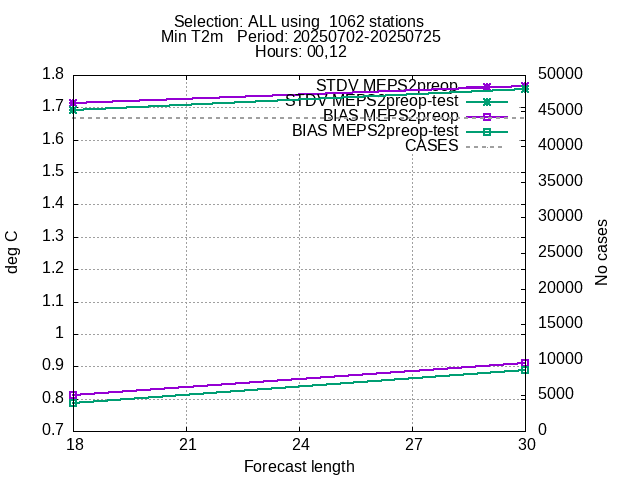 Selection: ALL using  1062 stations
Min T2m   Period: 20250702-20250725
Hours: 00,12
1.8
1.7
1.6
1.5
1.4
1.3
1.2
1.1
1
0.9
0.8
0.7
deg C
STDV MEPS2preop
STDV MEPS2preop-test
BIAS MEPS2preop
BIAS MEPS2preop-test
CASES
50000
45000
40000
35000
30000
25000
20000
15000
10000
5000
0
No cases
18 21 24 27 30
Forecast length